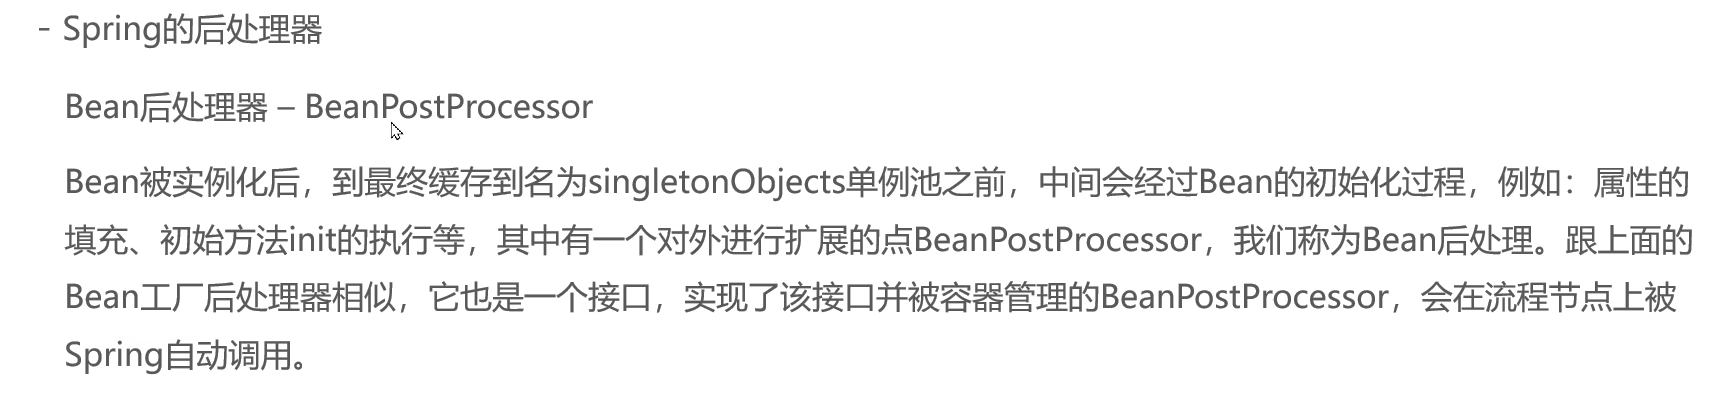 - Spring的后处理器
Bean后处理器 – BeanPostProcessor
Bean被实例化后，到最终缓存到名为singletonObjects单例池之前，中间会经过Bean的初始化过程，例如：属性的
填充、初始方法init的执行等，其中有一个对外进行扩展的点BeanPostProcessor，我们称为Bean后处理。跟上面的
Bean工厂后处理器相似，它也是一个接口，实现了该接口并被容器管理的BeanPostProcessor，会在流程节点上被
Spring自动调用。